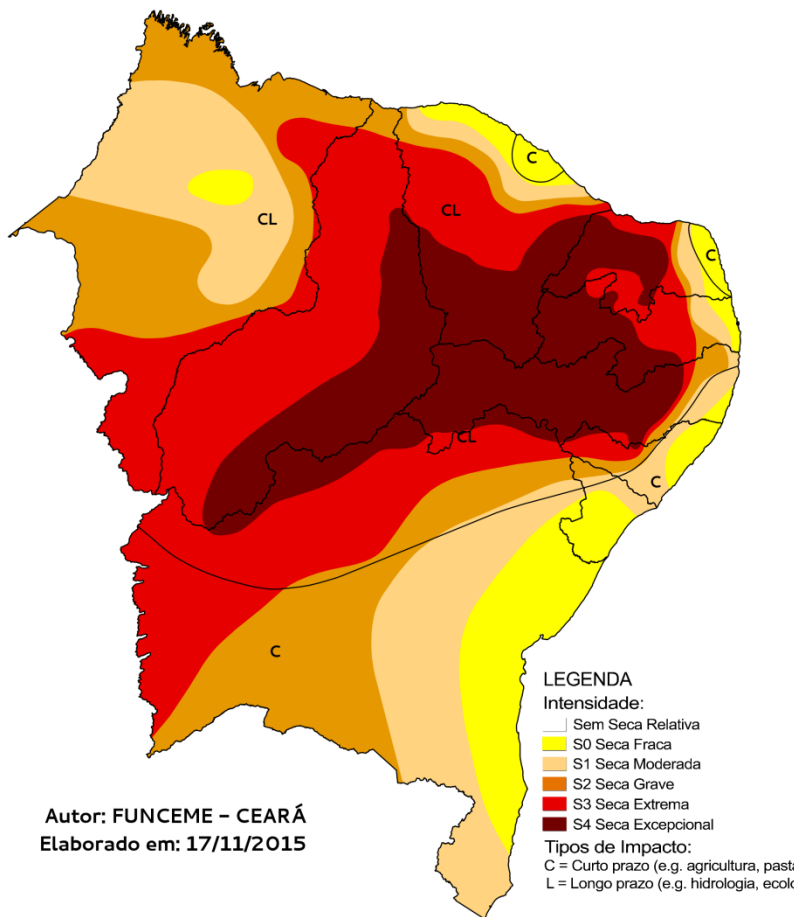 C
CL
CL
C
CL
C
C
LEGENDA
Intensidade:
Sem Seca Relativa
S0 Seca Fraca
S1 Seca Moderada
S2 Seca Grave
S3 Seca Extrema
S4 Seca Excepcional
Autor: FUNCEME – CEARÁ
Elaborado em: 17/11/2015
Tipos de Impacto:
C = Curto prazo (e.g. agricultura, pasta
L = Longo prazo (e.g. hidrologia, ecolo